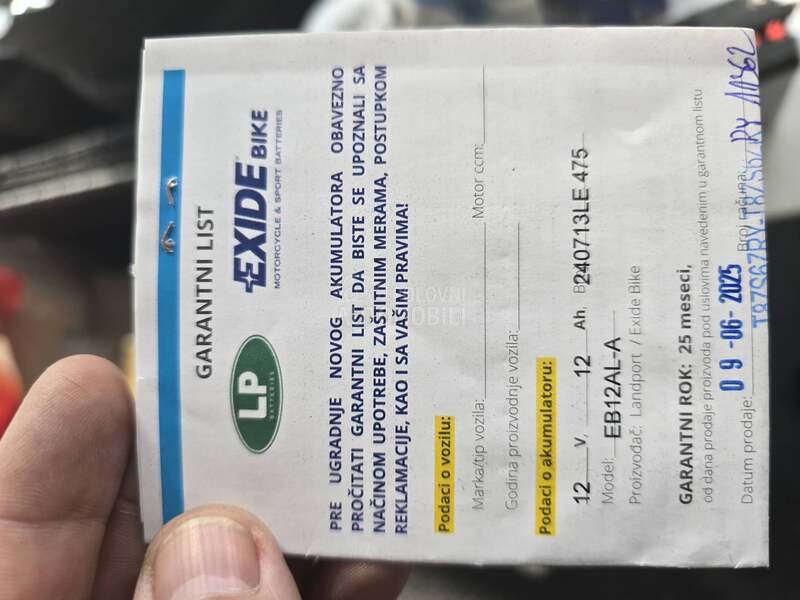 GARANTNI LIST
LP
BATTERIES
EXIDE BIKE
MOTORCYCLE & SPORT BATTERIES
PRE UGRADNJE NOVOG AKUMULATORA OBAVEZNO
PROČITATI GARANTNI LIST DA BISTE SE UPOZNALI SA
NAČINOM UPOTREBE, ZAŠTITNIM MERAMA, POSTUPKOM
REKLAMACIJE, KAO I SA VAŠIM PRAVIMA!
Podaci o vozilu:
Marka/tip vozila: Motor ccm:
Godina proizvodnje vozila:
Podaci o akumulatoru:
12 V, 12 Ah, 240713LE 475
Model: EB12AL-A
Proizvođač: Landport / Exide Bike
GARANTNI ROK: 25 meseci,
od dana prodaje proizvoda pod uslovima navedenim u garantnom listu
Datum prodaje: 09-06-2025 Broj računa: RY 11462